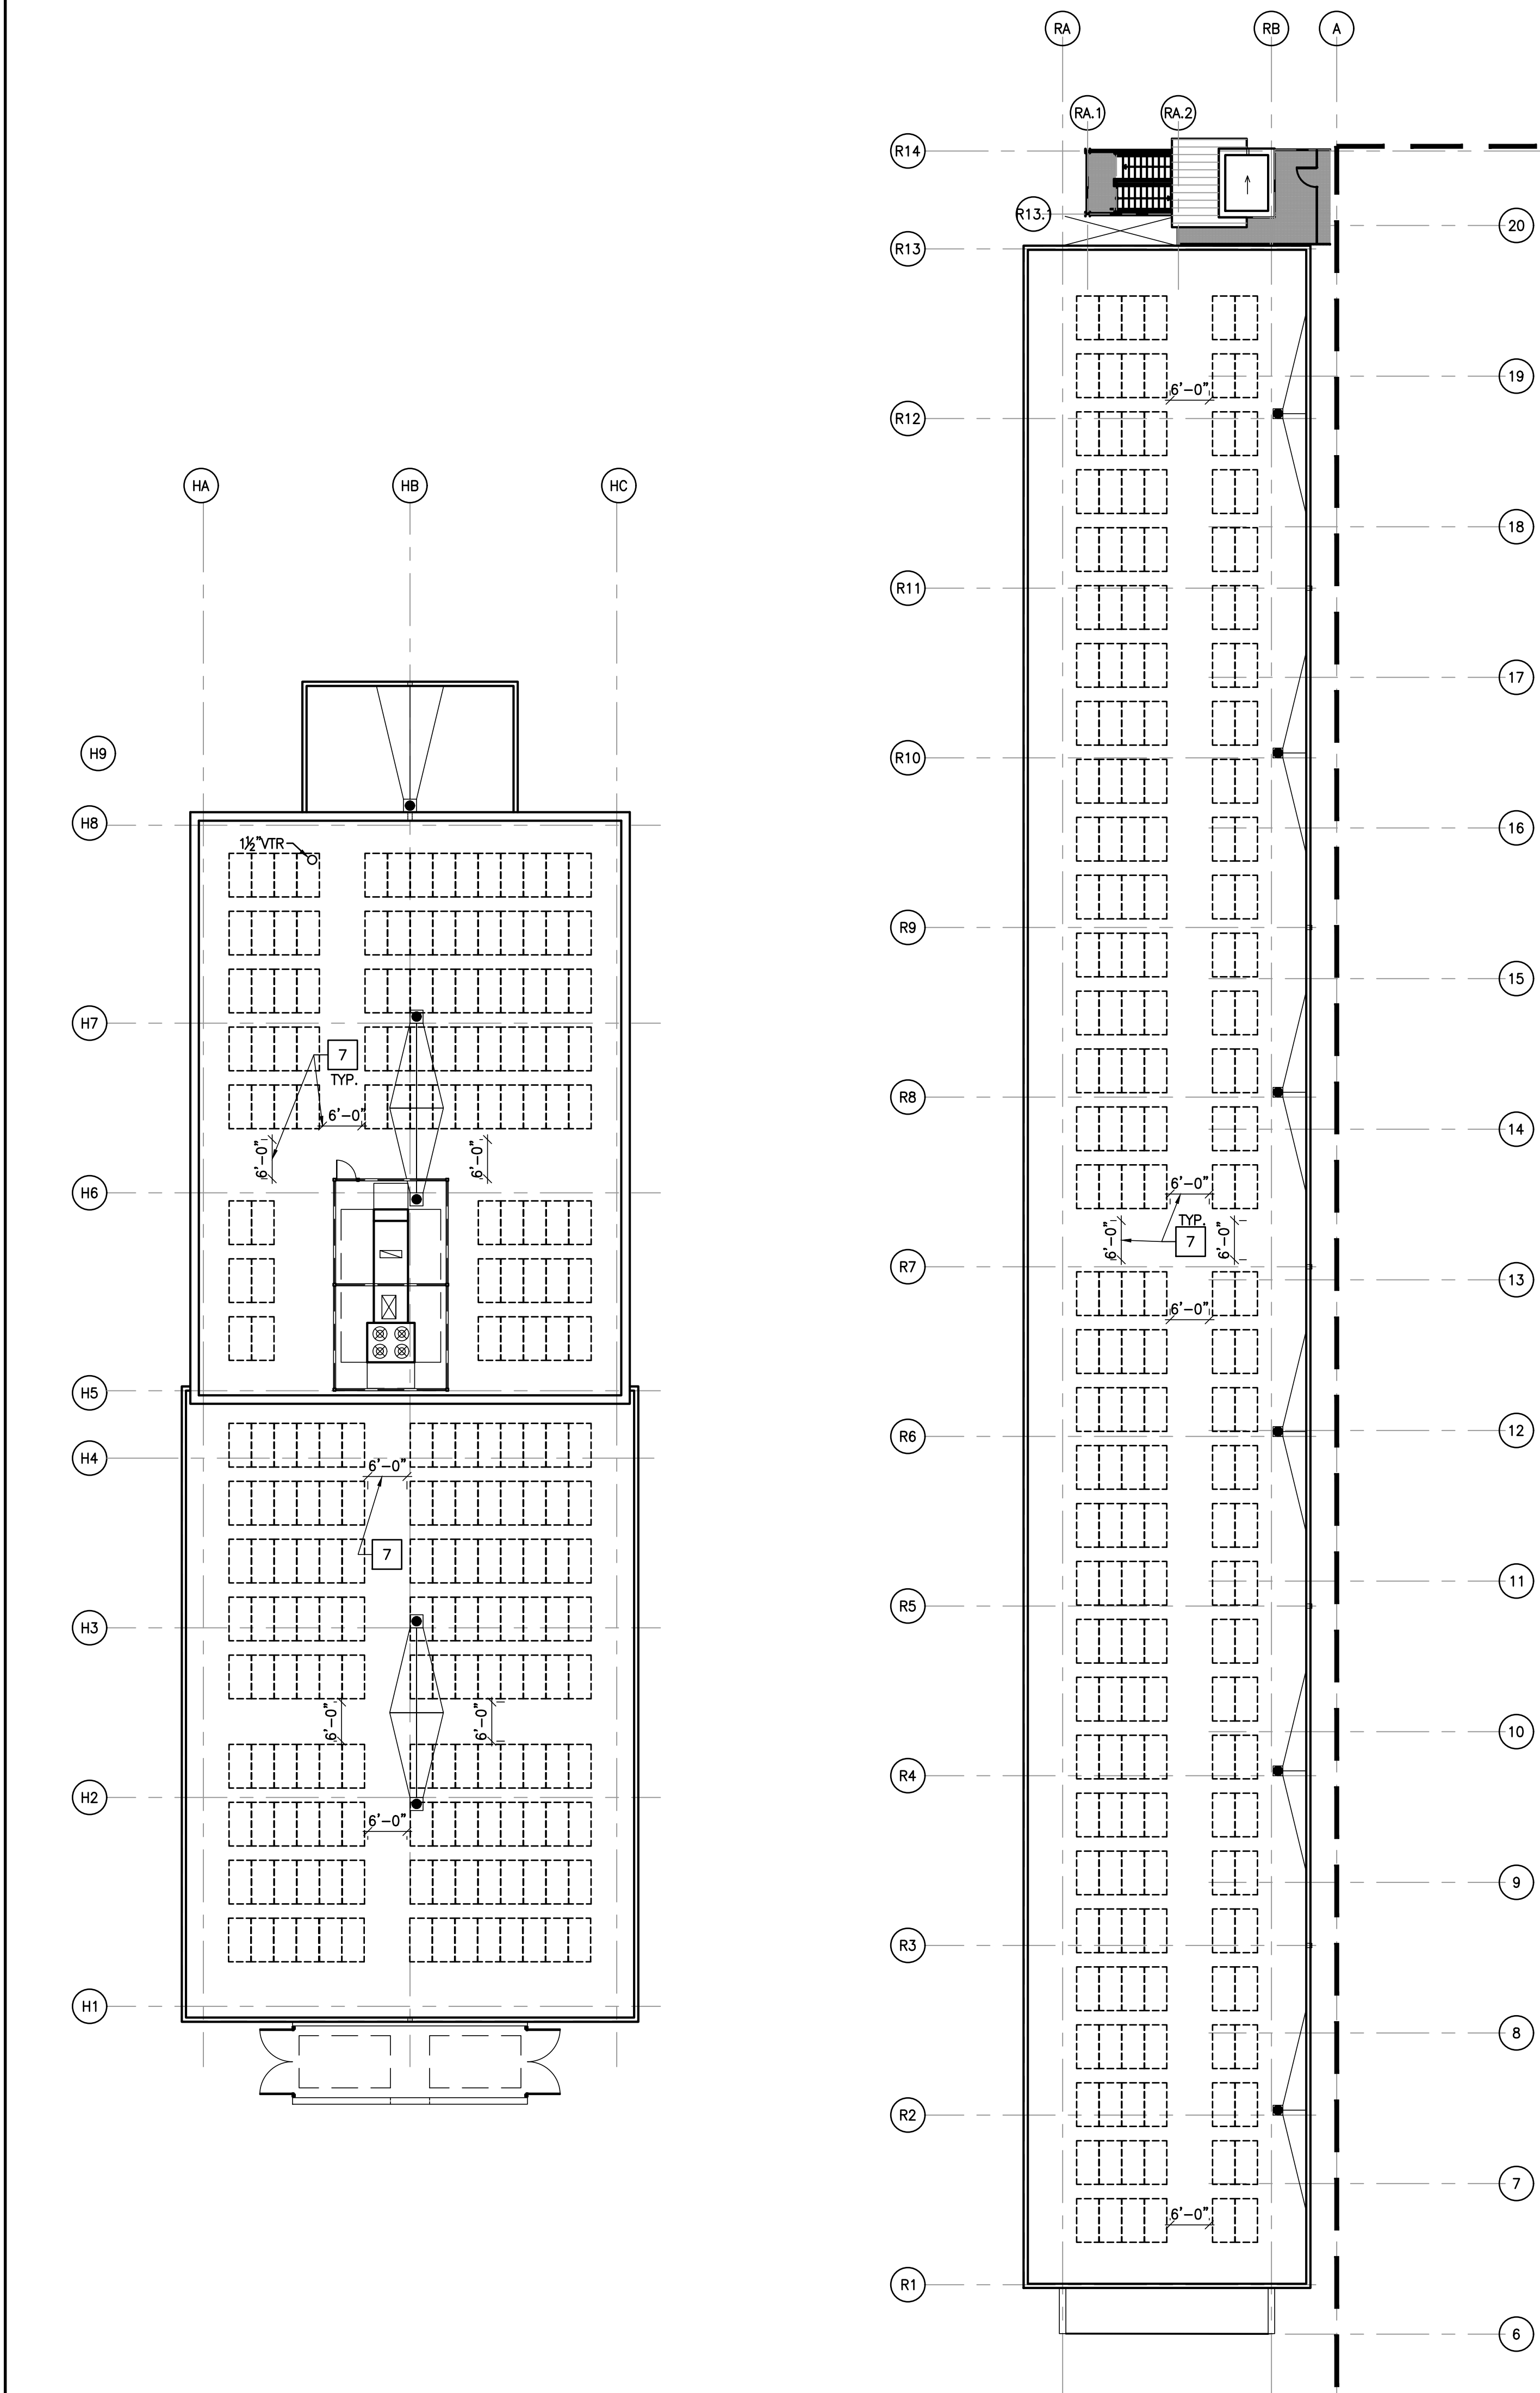 RA
RB
A
RA.1
RA.2
R14
R13.1
20
R13
19
6'-0"
R12
HA
HB
HC
18
R11
17
H9
R10
H8
1½"VTR
16
R9
15
H7
7
TYP.
R8
6'-0"
14
6'-0"
6'-0"
H6
6'-0"
TYP.
7
6'-0"
6'-0"
R7
13
6'-0"
H5
12
R6
H4
6'-0"
7
11
R5
H3
6'-0"
6'-0"
10
R4
H2
6'-0"
9
R3
H1
8
R2
7
6'-0"
R1
6